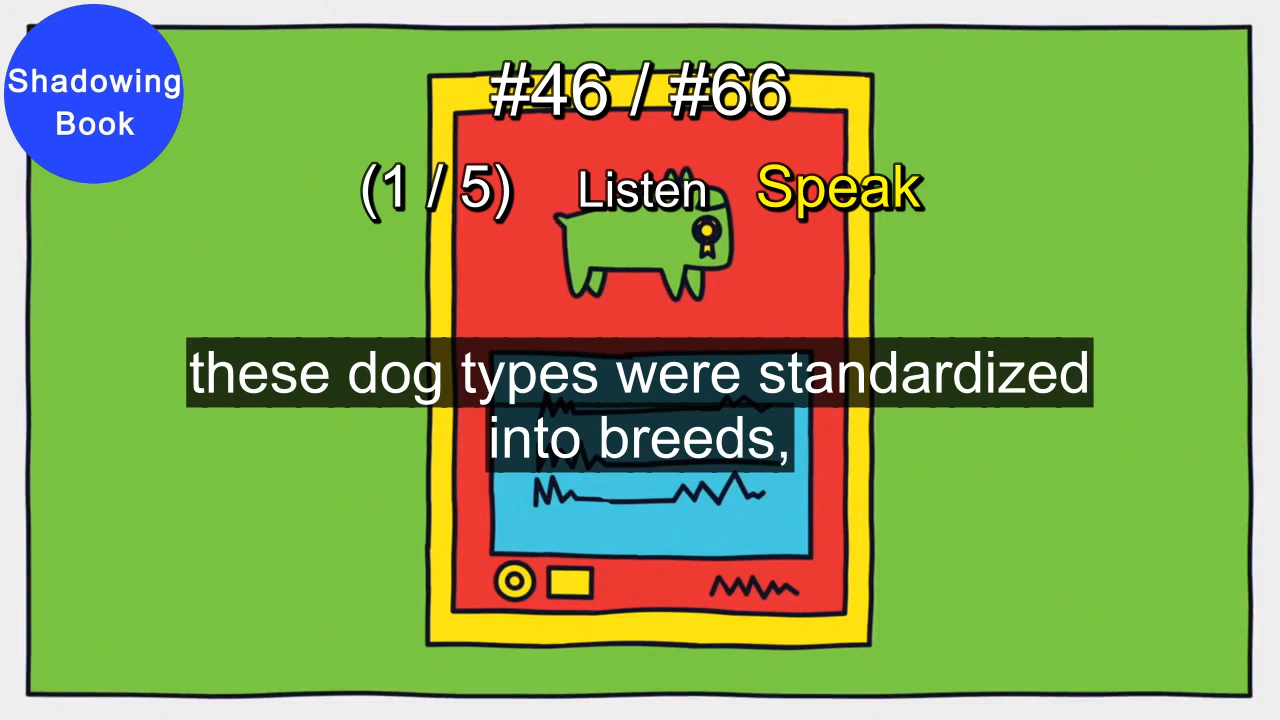 Shadowing
Book
#46 / #66
(1 / 5) Listen Speak
these dog types were standardized
into breeds,